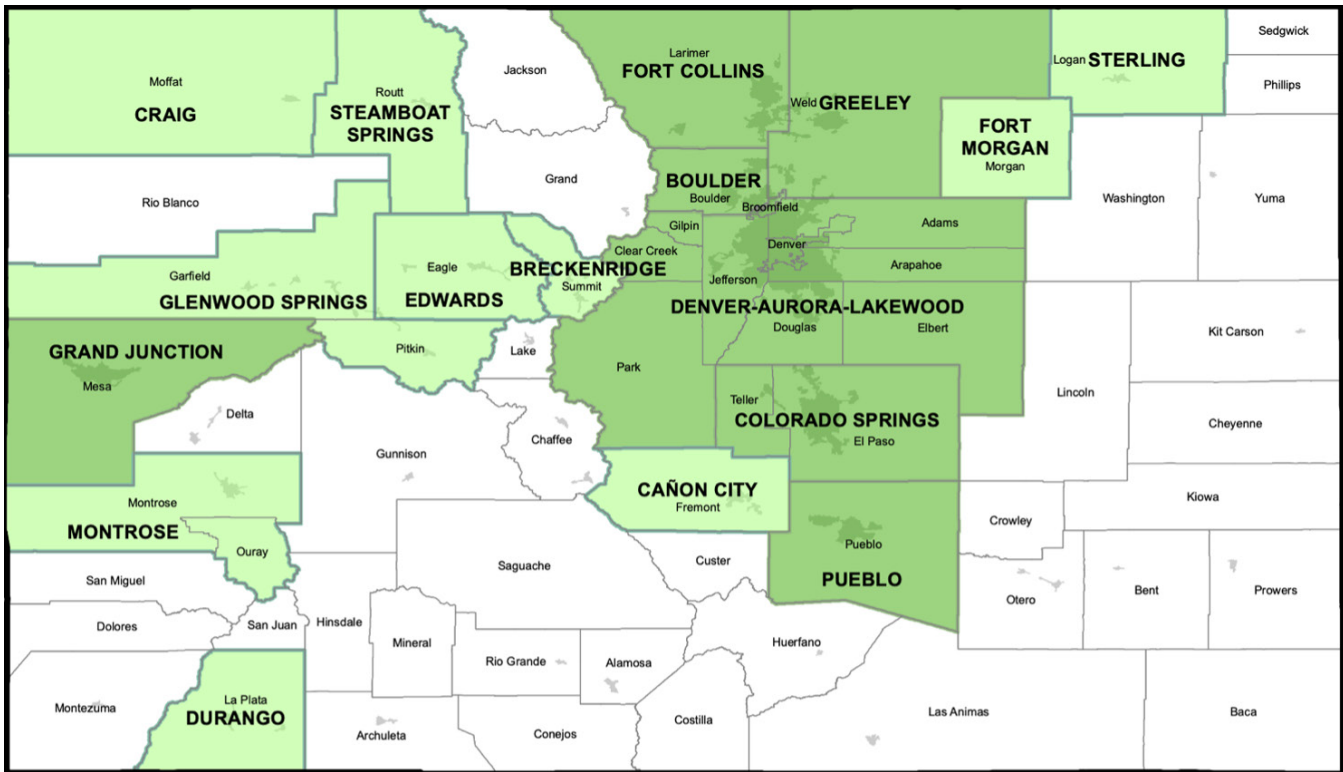 Sedgwick
Larimer
FORT COLLINS
Logan STERLING
Jackson
Moffat
CRAIG
Routt
STEAMBOAT
SPRINGS
Phillips
Weld GREELEY
FORT
MORGAN
Morgan
Grand
BOULDER
Boulder
Broomfield
Rio Blanco
Washington
Yuma
Gilpin
Adams
Denver
Clear Creek
Arapahoe
Eagle
BRECKENRIDGE
Summit
Jefferson
Garfield
GLENWOOD SPRINGS
EDWARDS
DENVER-AURORA-LAKEWOOD
Douglas
Elbert
Kit Carson
GRAND JUNCTION
Mesa
Pitkin
Lake
Park
Lincoln
Teller
COLORADO SPRINGS
El Paso
Cheyenne
Delta
Chaffee
Gunnison
CAÑON CITY
Fremont
Kiowa
Montrose
MONTROSE
Crowley
Ouray
Pueblo
PUEBLO
Custer
Saguache
San Miguel
Otero
Bent
Prowers
Dolores
San Juan
Hinsdale
Mineral
Huerfano
Rio Grande
Alamosa
La Plata
DURANGO
Montezuma
Archuleta
Conejos
Costilla
Las Animas
Baca